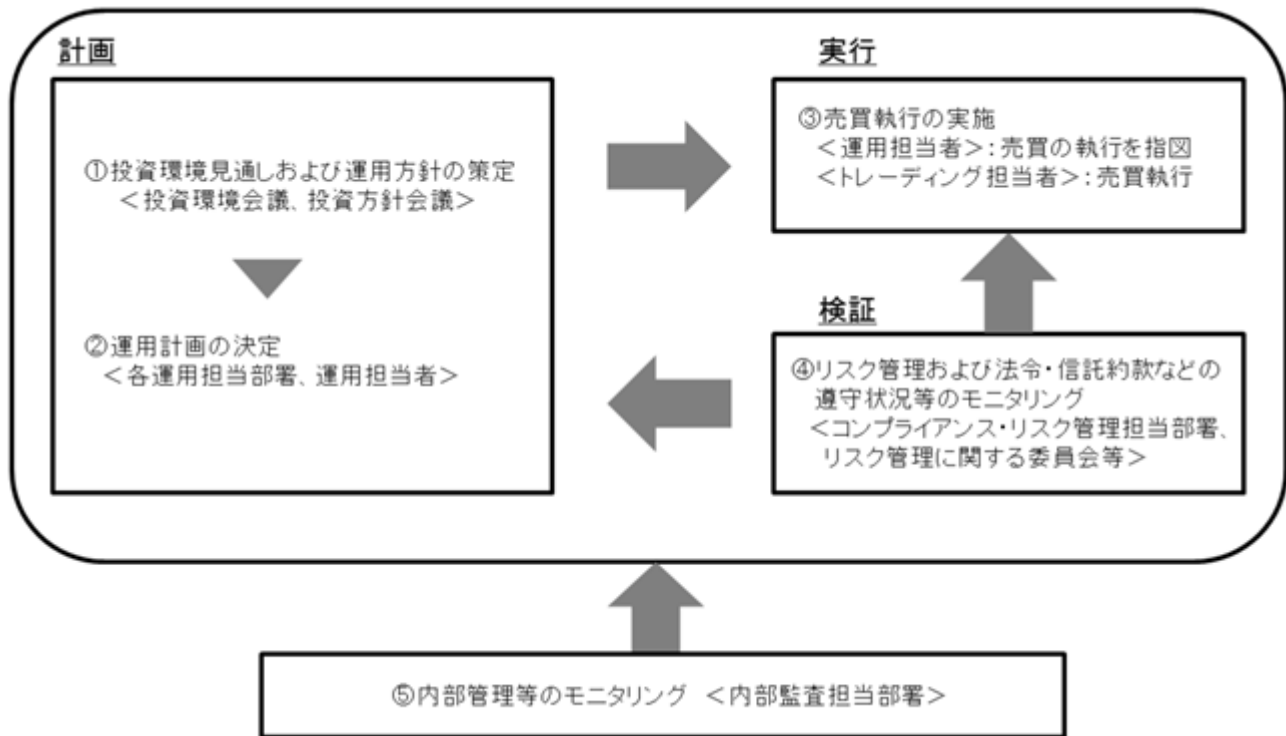 計画
①投資環境見通しおよび運用方針の策定
＜投資環境会議、投資方針会議＞
②運用計画の決定
＜各運用担当部署、運用担当者＞
実行
③売買執行の実施
＜運用担当者＞：売買の執行を指図
＜トレーディング担当者＞：売買執行
検証
④リスク管理および法令・信託約款などの
遵守状況等のモニタリング
＜コンプライアンス・リスク管理担当部署、
リスク管理に関する委員会等＞
⑤内部管理等のモニタリング ＜内部監査担当部署＞